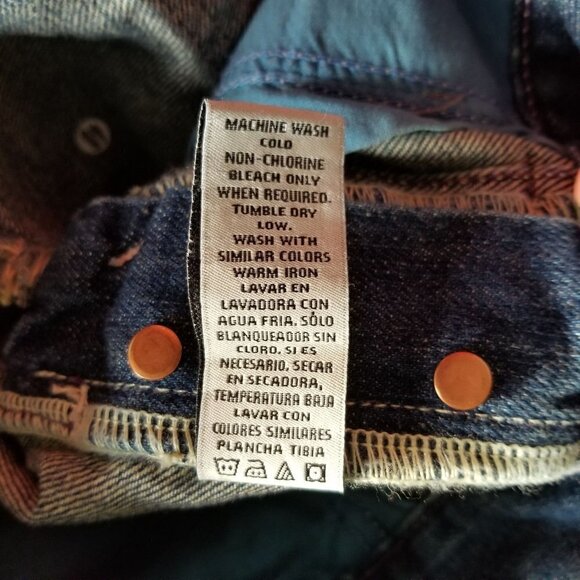 MACHINE WASH
COLD
NON-CHLORINE
BLEACH ONLY
WHEN REQUIRED.
TUMBLE DRY
LOW.
WASH WITH
SIMILAR COLORS
WARM IRON
LAVAR EN
LAVADORA CON
AGUA FRIA. SÓLO
BLANQUEADOR SIN
CLORO, SI ES
NECESARIO. SECAR
EN SECADORA,
TEMPERATURA BAJA
LAVAR CON
COLORES SIMILARES
PLANCHA TIBIA